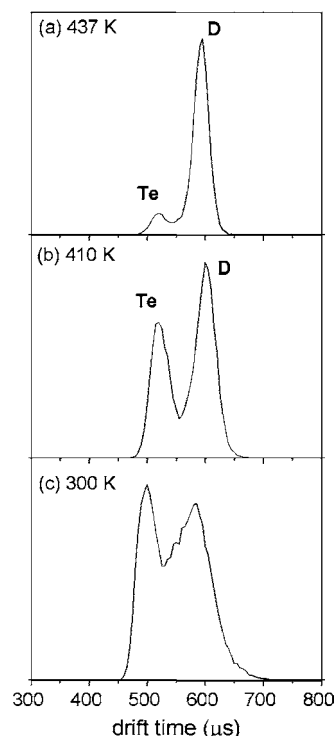 (a) 437 K
D
Te
(b) 410 K
D
Te
(c) 300 K
300 400 500 600 700 800
drift time (μs)